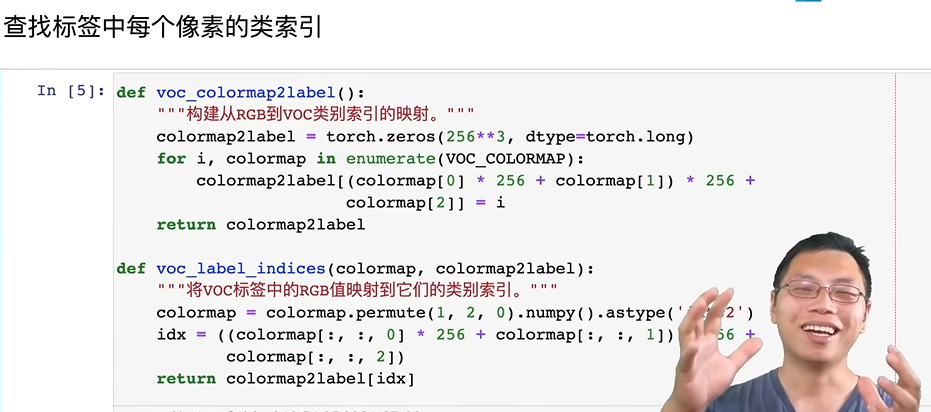 查找标签中每个像素的类索引
In [5]: def voc_colormap2label():
"""构建从RGB到VOC类别索引的映射。"""
colormap2label = torch.zeros(256**3, dtype=torch.long)
for i, colormap in enumerate(VOC_COLORMAP):
colormap2label[(colormap[0] * 256 + colormap[1]) * 256 +
colormap[2]] = i
return colormap2label
def voc_label_indices(colormap, colormap2label):
"""将VOC标签中的RGB值映射到它们的类别索引。"""
colormap = colormap.permute(1, 2, 0).numpy().astype('
idx = ((colormap[:, :, 0] * 256 + colormap[:, :, 1])
colormap[:, :, 2])
return colormap2label[idx]